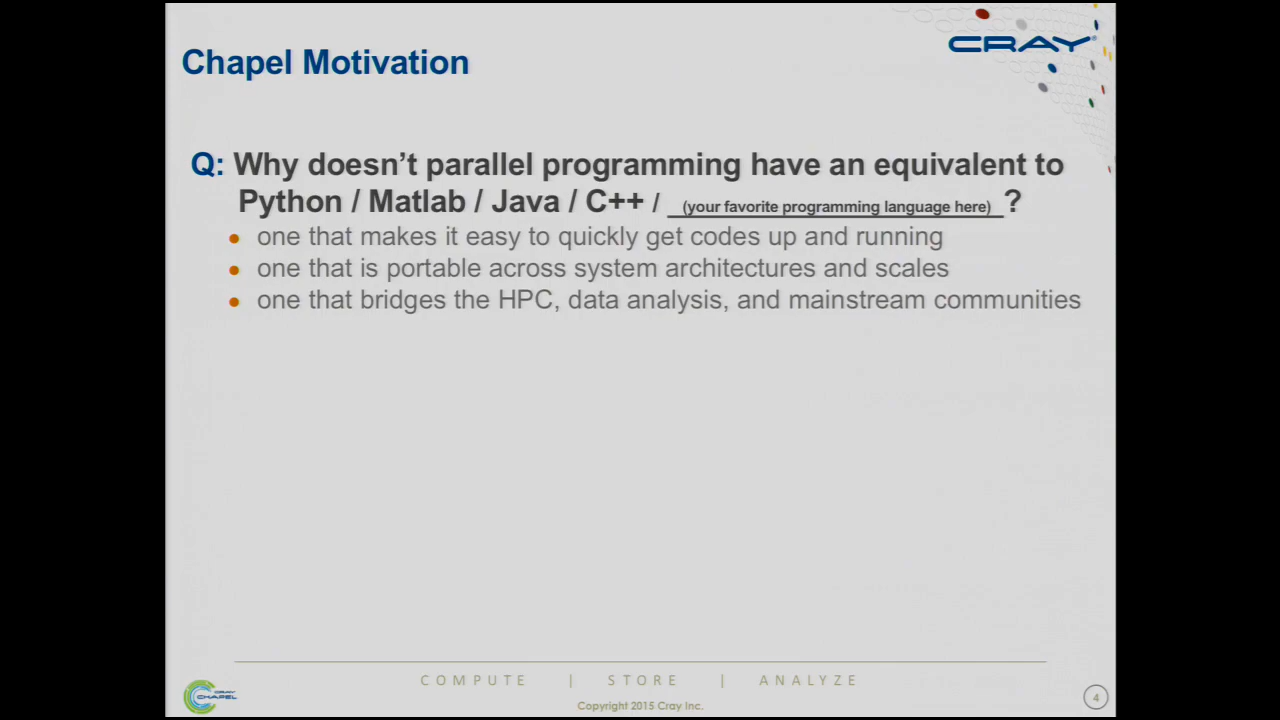 CRAY
Chapel Motivation
Q: Why doesn't parallel programming have an equivalent to
Python / Matlab / Java / C++ / (your favorite programming language here) ?
• one that makes it easy to quickly get codes up and running
• one that is portable across system architectures and scales
• one that bridges the HPC, data analysis, and mainstream communities
COMPUTE | STORE | ANALYZE
Copyright 2015 Cray Inc.
CRAY
CHAPEL
4